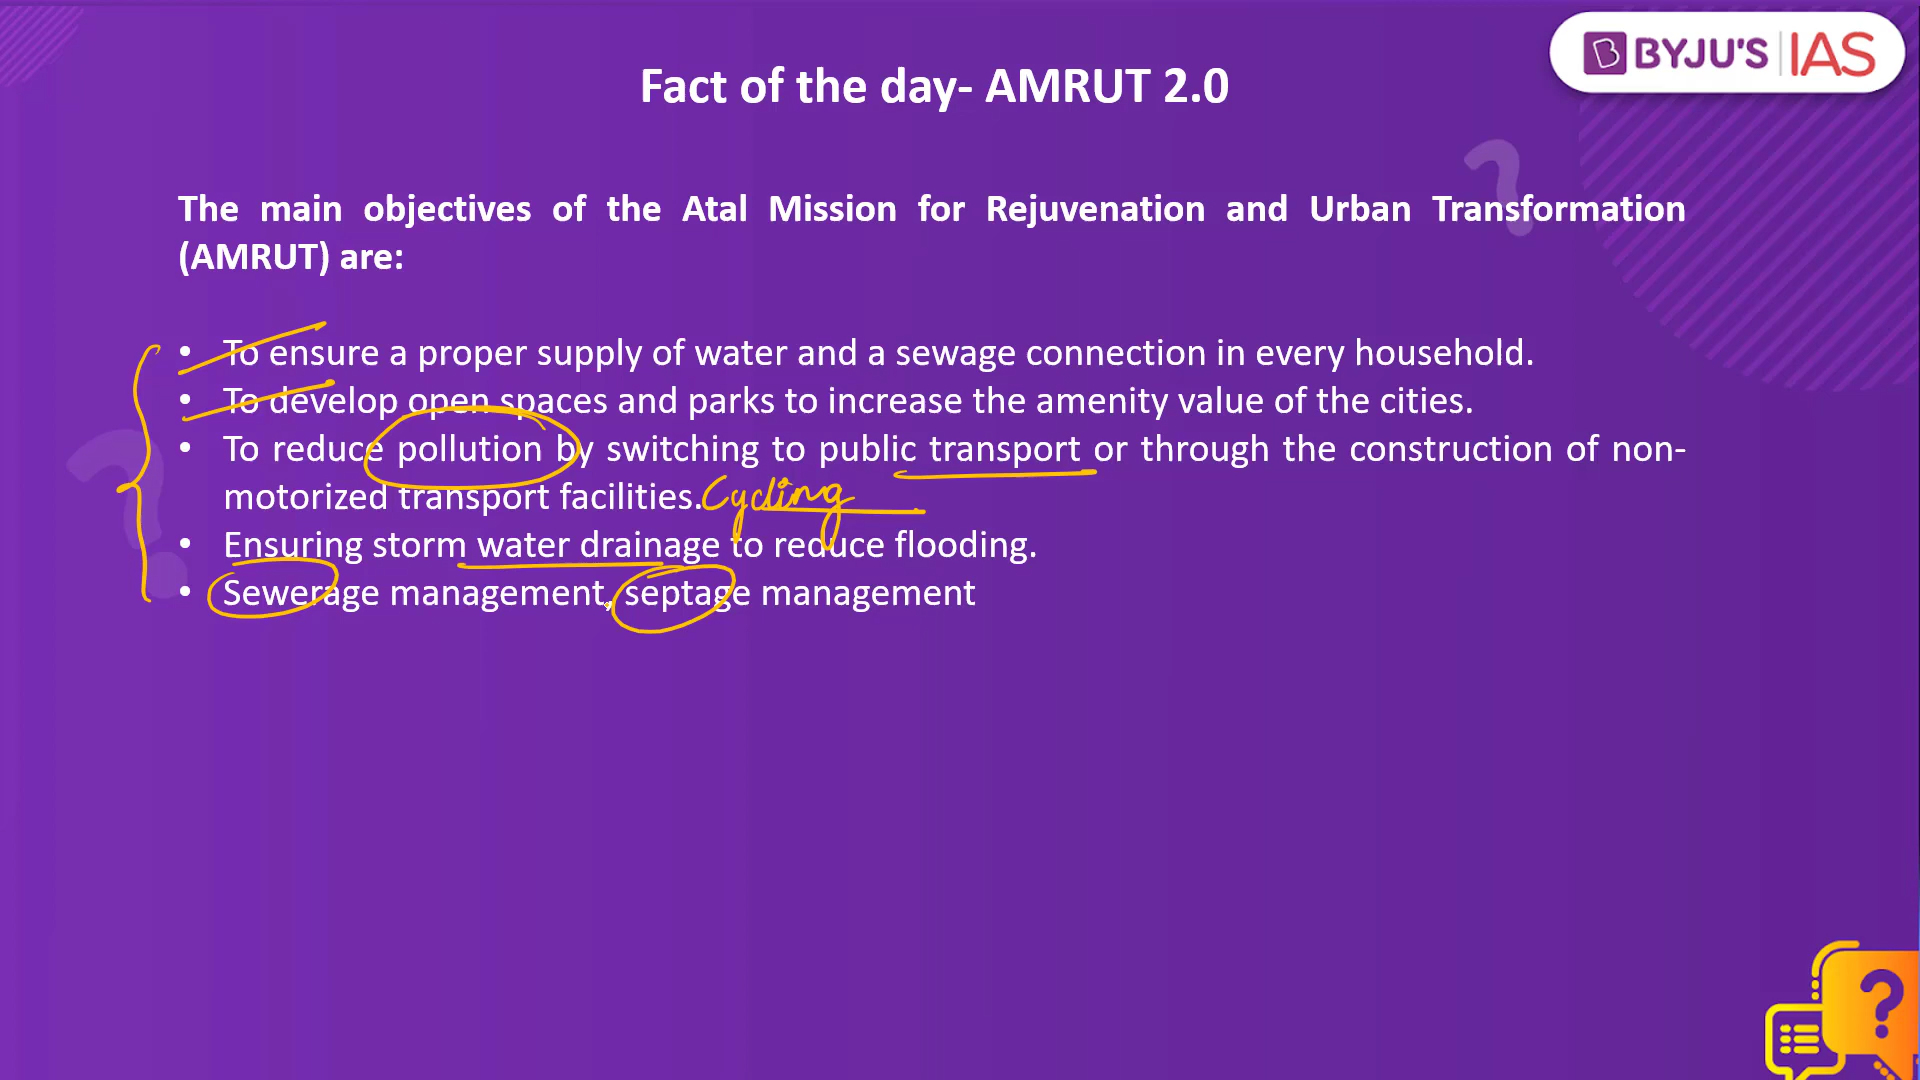 BYJU'S IAS
Fact of the day- AMRUT 2.0
The main objectives of the Atal Mission for Rejuvenation and Urban Transformation
(AMRUT) are:
• To ensure a proper supply of water and a sewage connection in every household.
• To develop open spaces and parks to increase the amenity value of the cities.
• To reduce pollution by switching to public transport or through the construction of non-
motorized transport facilities. Cycling
• Ensuring storm water drainage to reduce flooding.
• Sewerage management, septage management